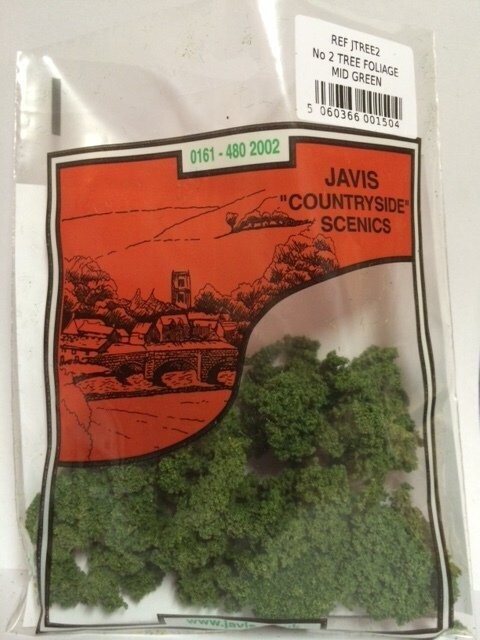 REF JTREE2
No 2 TREE FOLIAGE
MID GREEN
5 060366 001504
0161 - 480 2002
JAVIS
"COUNTRYSIDE"
SCENICS